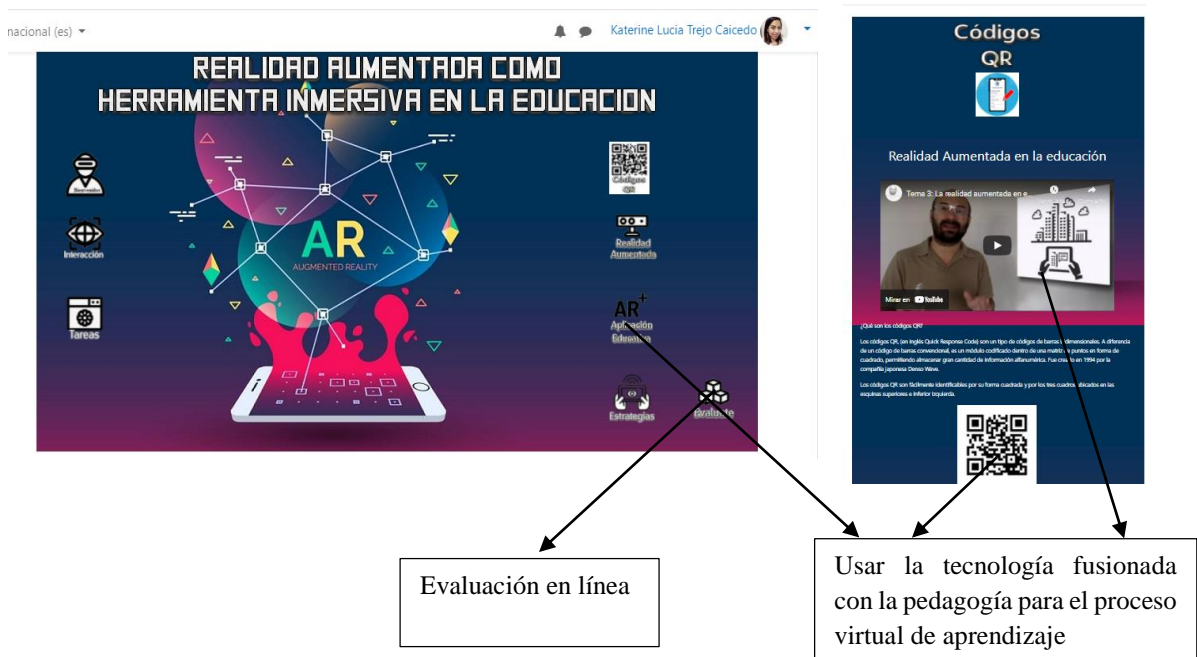 nacional (es)
Katerine Lucia Trejo Caicedo
REALIDAD AUMENTADA COMO
HERRAMIENTA INMERSIVA EN LA EDUCACION
Bienvenidos
Interacción
Tareas
AR
AUGMENTED REALITY
Códigos
QR
Realidad
Aumentada
AR+
Aplicación
Educativa
Estrategias
Evaluate
Códigos
QR
Realidad Aumentada en la educación
Tema 3: La realidad aumentada en e...
Mirar en YouTube
¿Qué son los códigos QR?
Los códigos QR, (en inglés Quick Response Code) son un tipo de códigos de barras bidimensionales. A diferencia
de un código de barras convencional, es un módulo codificado dentro de una matriz de puntos en forma de
cuadrado, permitiendo almacenar gran cantidad de información alfanumérica. Fue creado en 1994 por la
compañía japonesa Denso Wave.
Los códigos QR son fácilmente identificables por su forma cuadrada y por los tres cuadros ubicados en las
esquinas superiores e inferior izquierda.
Evaluación en línea
Usar la tecnología fusionada
con la pedagogía para el proceso
virtual de aprendizaje